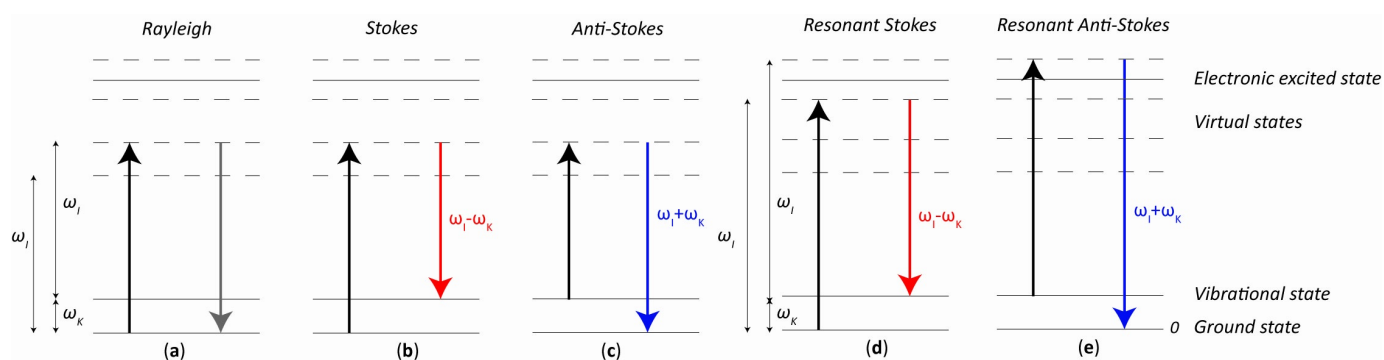 Rayleigh
Stokes
Anti-Stokes
Resonant Stokes
Resonant Anti-Stokes
Electronic excited state
Virtual states
ω_I
ω_I
ω_K
ω_I-ω_K
ω_I+ω_K
ω_I
ω_I
ω_K
ω_I-ω_K
ω_I+ω_K
Vibrational state
0 Ground state
(a)
(b)
(c)
(d)
(e)